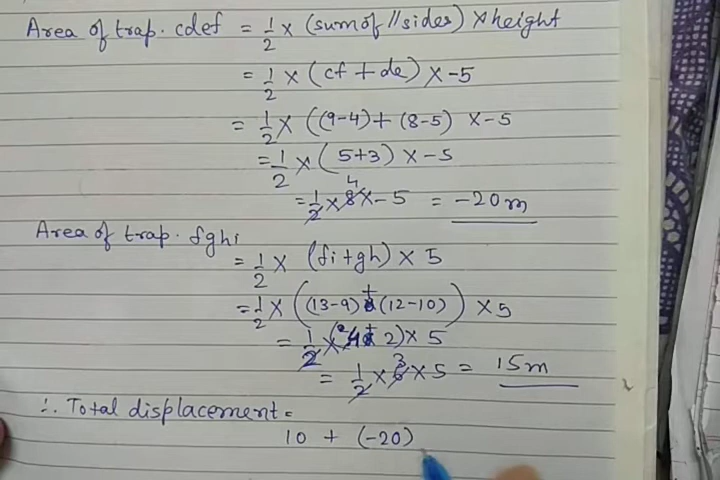 Area of trap. cdef = 1/2 × (sum of // sides) × height
= 1/2 × (cf + de) × -5
= 1/2 × ((9-4) + (8-5) × -5
= 1/2 × (5+3) × -5
= 1/2 × 8 4 × -5 = -20m
Area of trap. fghi
= 1/2 × (fi + gh) × 5
= 1/2 × ((13-9) + (12-10)) × 5
= 1/2 × (4 + 2) × 5
= 1/2 × 6 3 × 5 = 15m
∴ Total displacement =
10 + (-20)